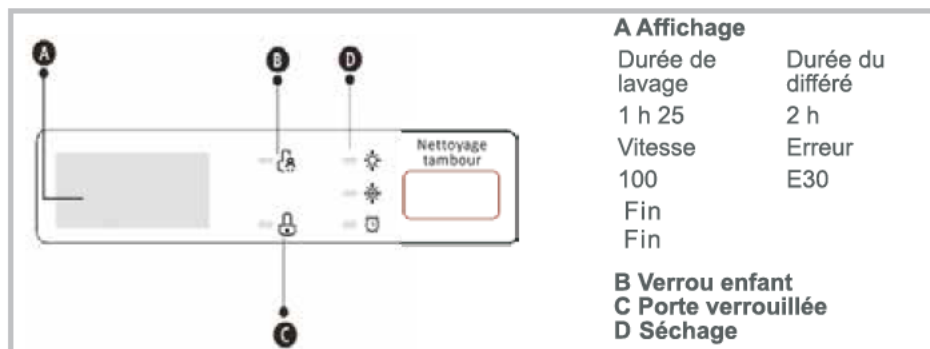 A
B
D
Nettoyage
tambour
C
A Affichage
Durée de lavage Durée du différé
1 h 25 2 h
Vitesse Erreur
100 E30
Fin
Fin
B Verrou enfant
C Porte verrouillée
D Séchage